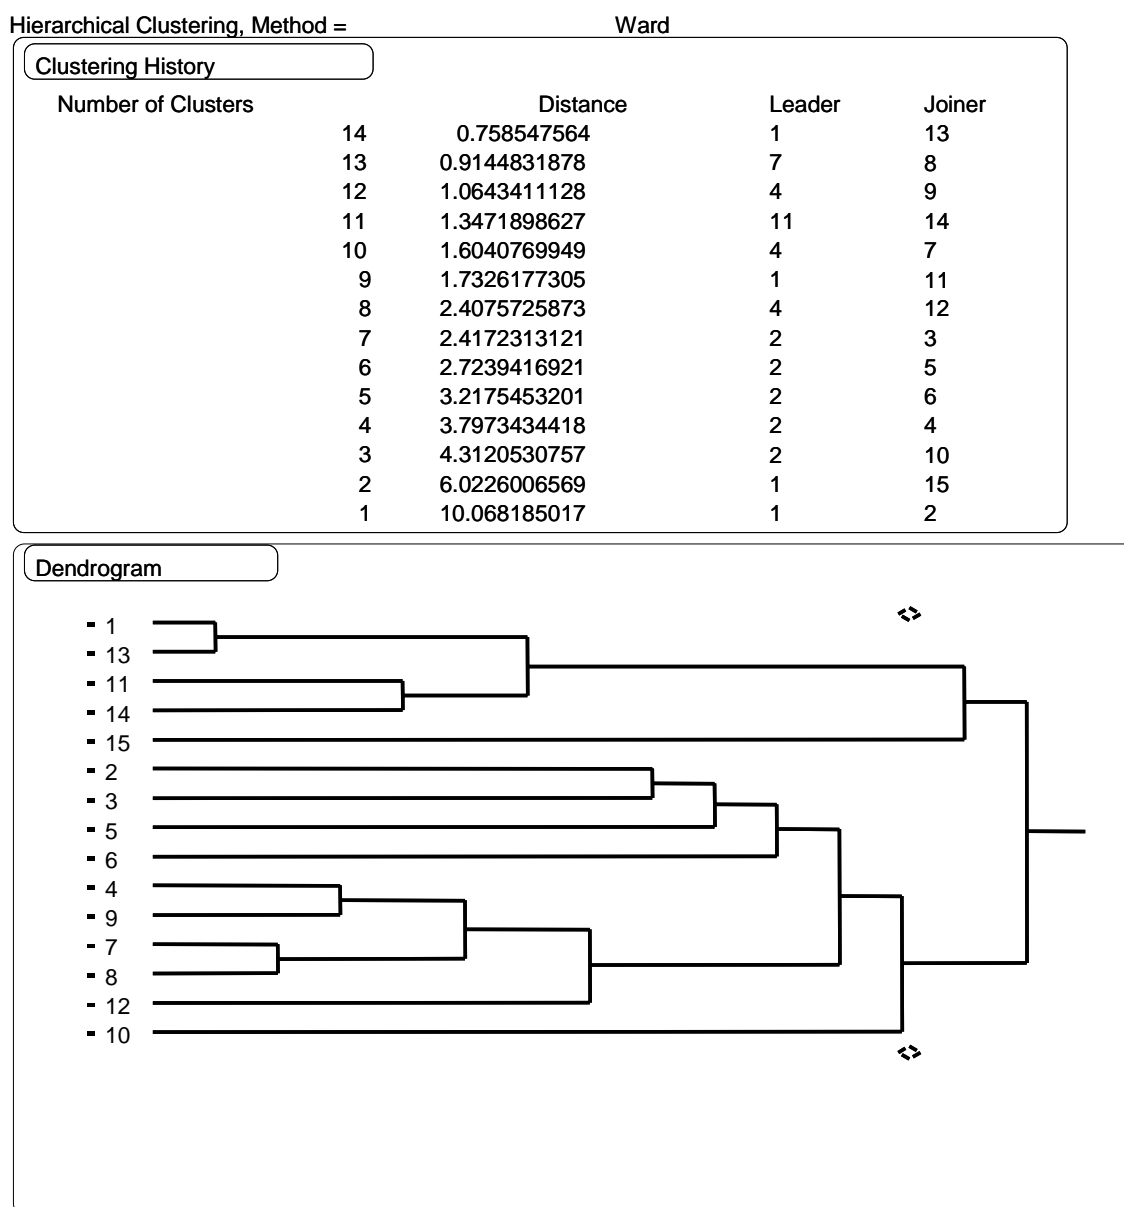 Hierarchical Clustering, Method = Ward
Clustering History
Number of Clusters Distance Leader Joiner
14 0.758547564 1 13
13 0.9144831878 7 8
12 1.0643411128 4 9
11 1.3471898627 11 14
10 1.6040769949 4 7
9 1.7326177305 1 11
8 2.4075725873 4 12
7 2.4172313121 2 3
6 2.7239416921 2 5
5 3.2175453201 2 6
4 3.7973434418 2 4
3 4.3120530757 2 10
2 6.0226006569 1 15
1 10.068185017 1 2
Dendrogram
1
13
11
14
15
2
3
5
6
4
9
7
8
12
10